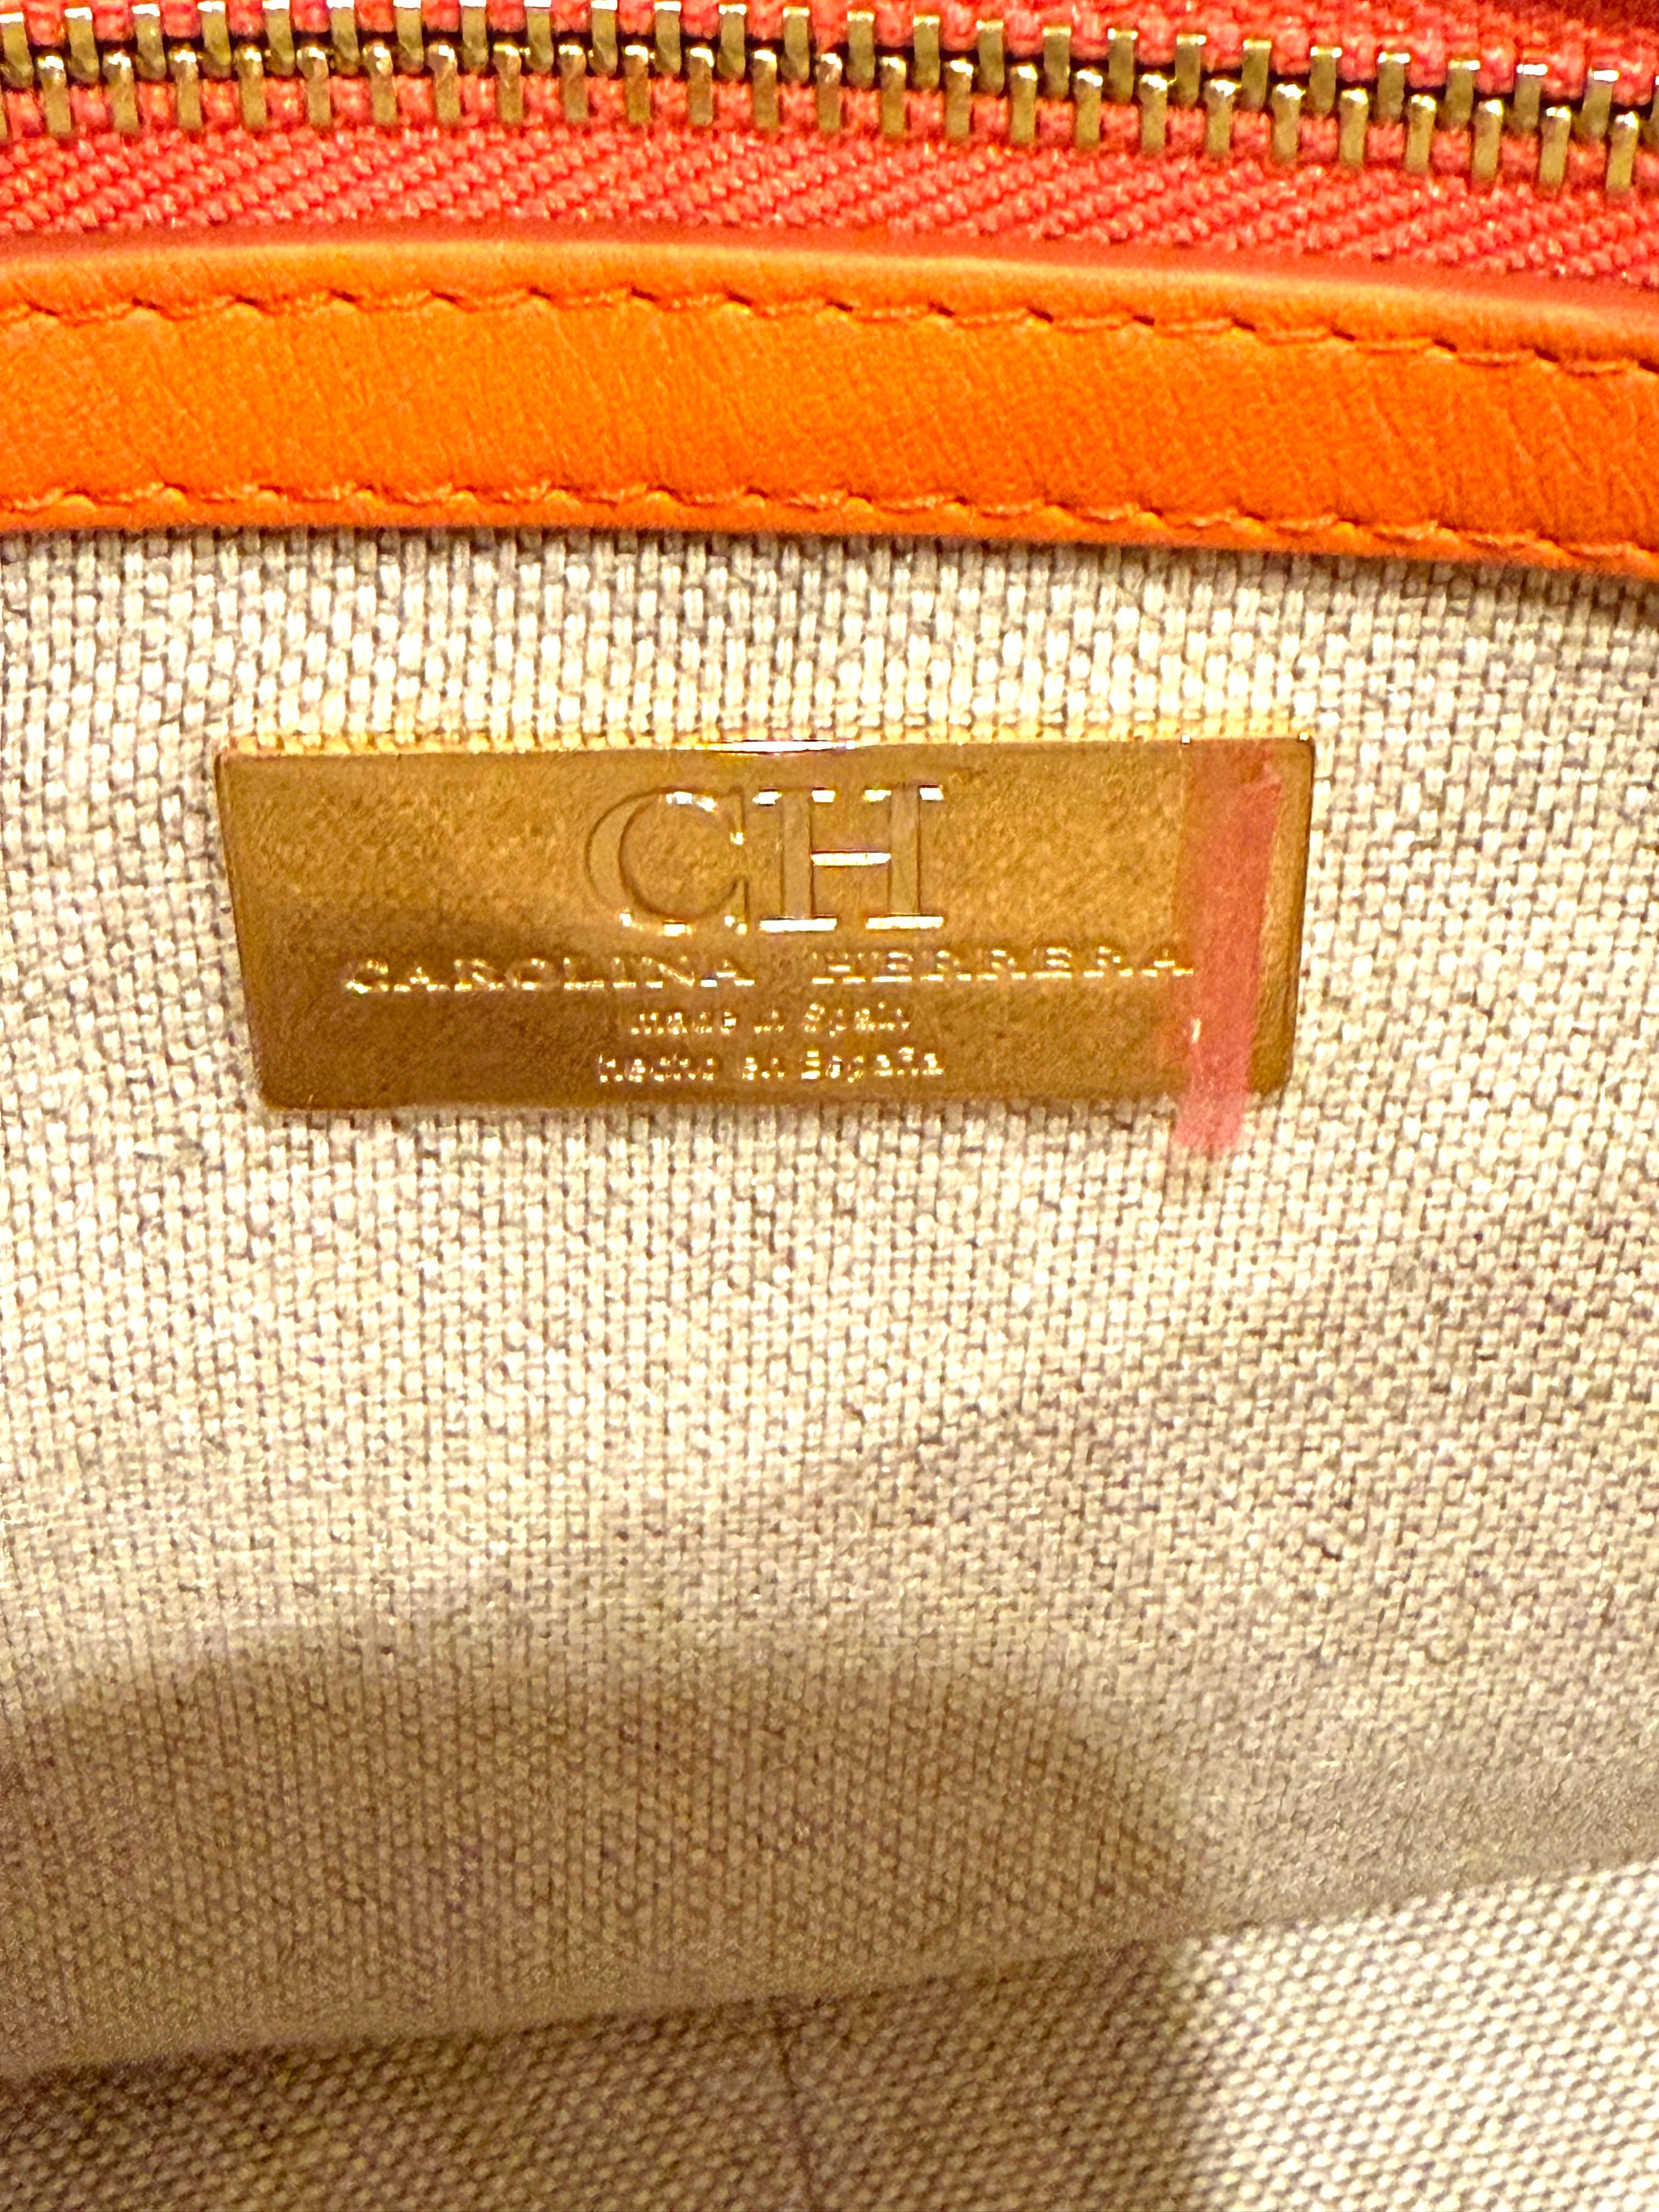 CH
CAROLINA HERRERA
made in Spain
hecho en España